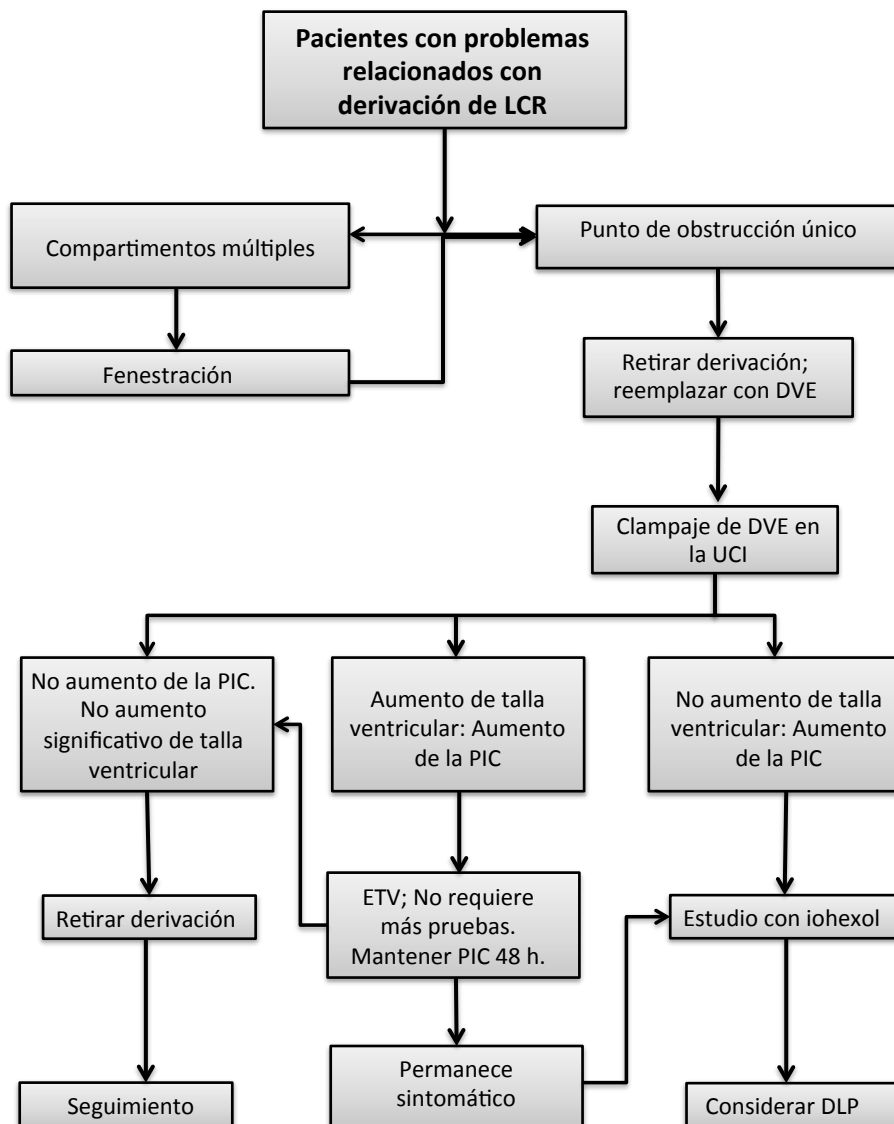 Pacientes con problemas
relacionados con
derivación de LCR
Compartimentos múltiples
Punto de obstrucción único
Fenestración
Retirar derivación;
reemplazar con DVE
Clampaje de DVE en
la UCI
No aumento de la PIC.
No aumento
significativo de talla
ventricular
Aumento de talla
ventricular: Aumento
de la PIC
No aumento de talla
ventricular: Aumento
de la PIC
Retirar derivación
ETV; No requiere
más pruebas.
Mantener PIC 48 h.
Estudio con iohexol
Seguimiento
Permanece
sintomático
Considerar DLP